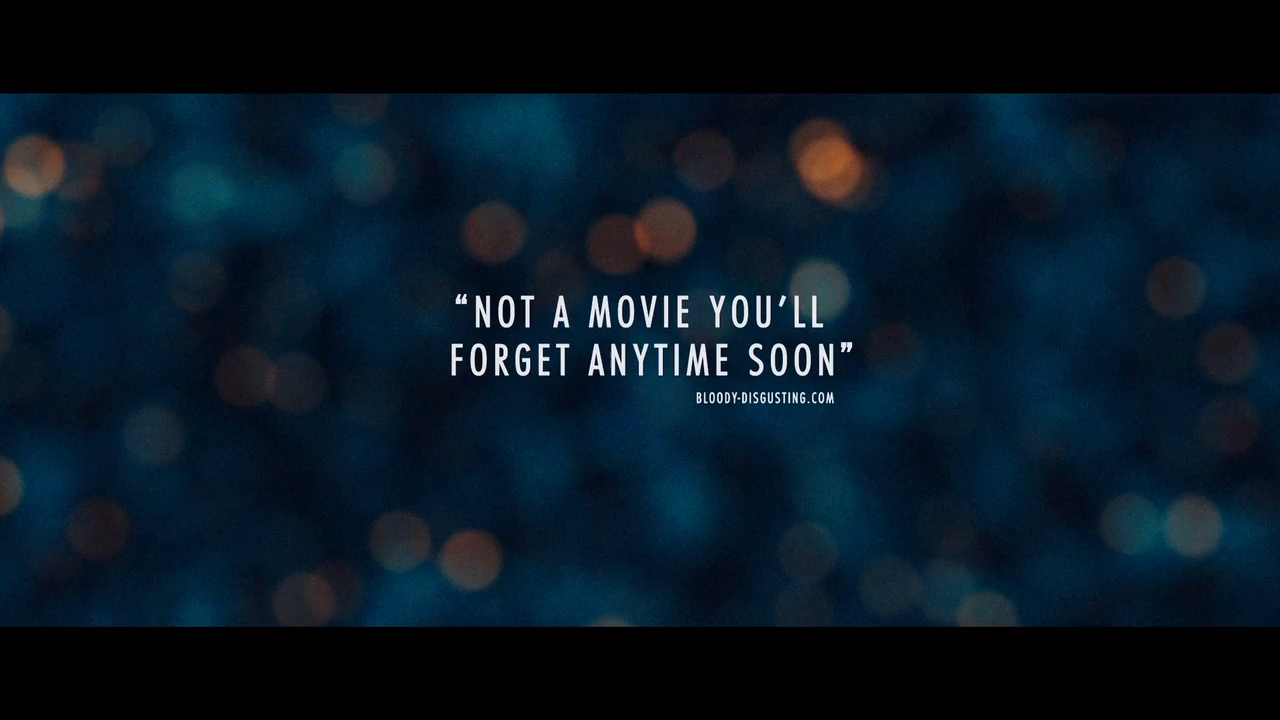 “NOT A MOVIE YOU’LL
FORGET ANYTIME SOON”
BLOODY-DISGUSTING.COM